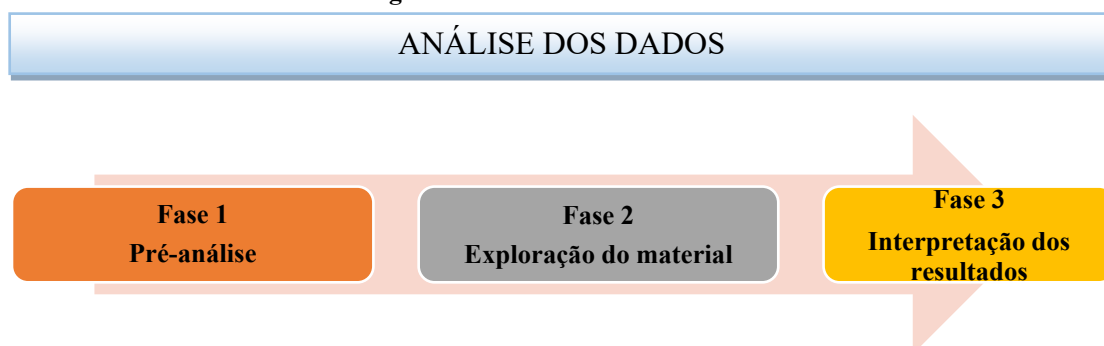 ANÁLISE DOS DADOS
Fase 1
Pré-análise
Fase 2
Exploração do material
Fase 3
Interpretação dos
resultados